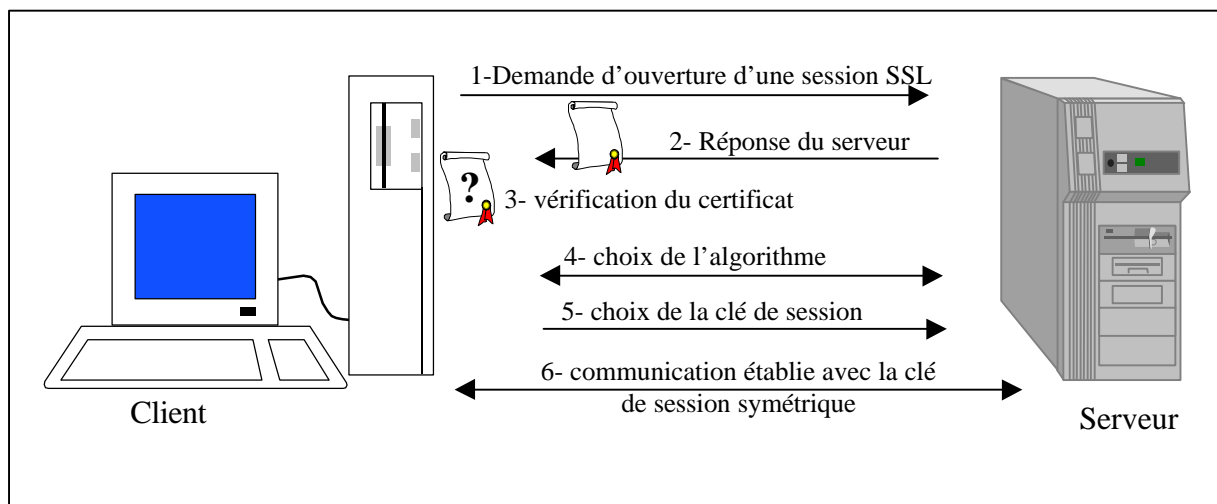 1-Demande d’ouverture d’une session SSL
2- Réponse du serveur
?
3- vérification du certificat
4- choix de l’algorithme
5- choix de la clé de session
6- communication établie avec la clé
de session symétrique
Client
Serveur